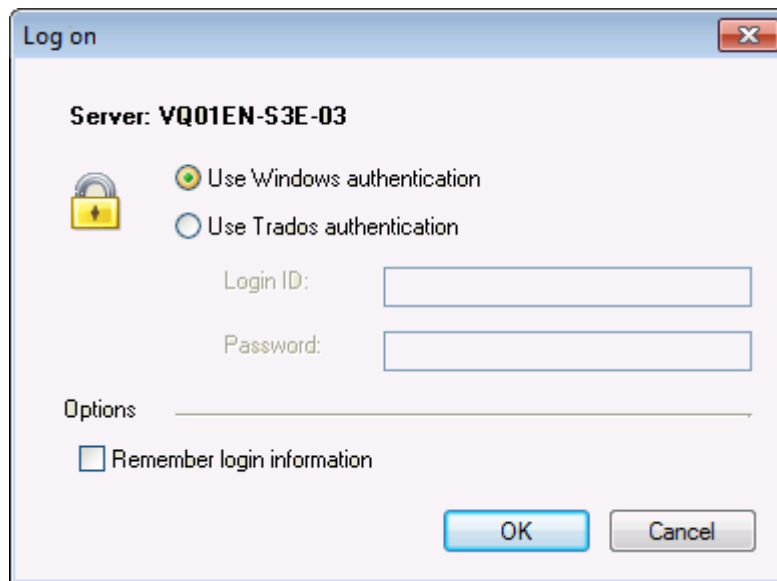 Log on
Server: VQ01EN-S3E-03
Use Windows authentication
Use Trados authentication
Login ID:
Password:
Options
Remember login information
OK Cancel